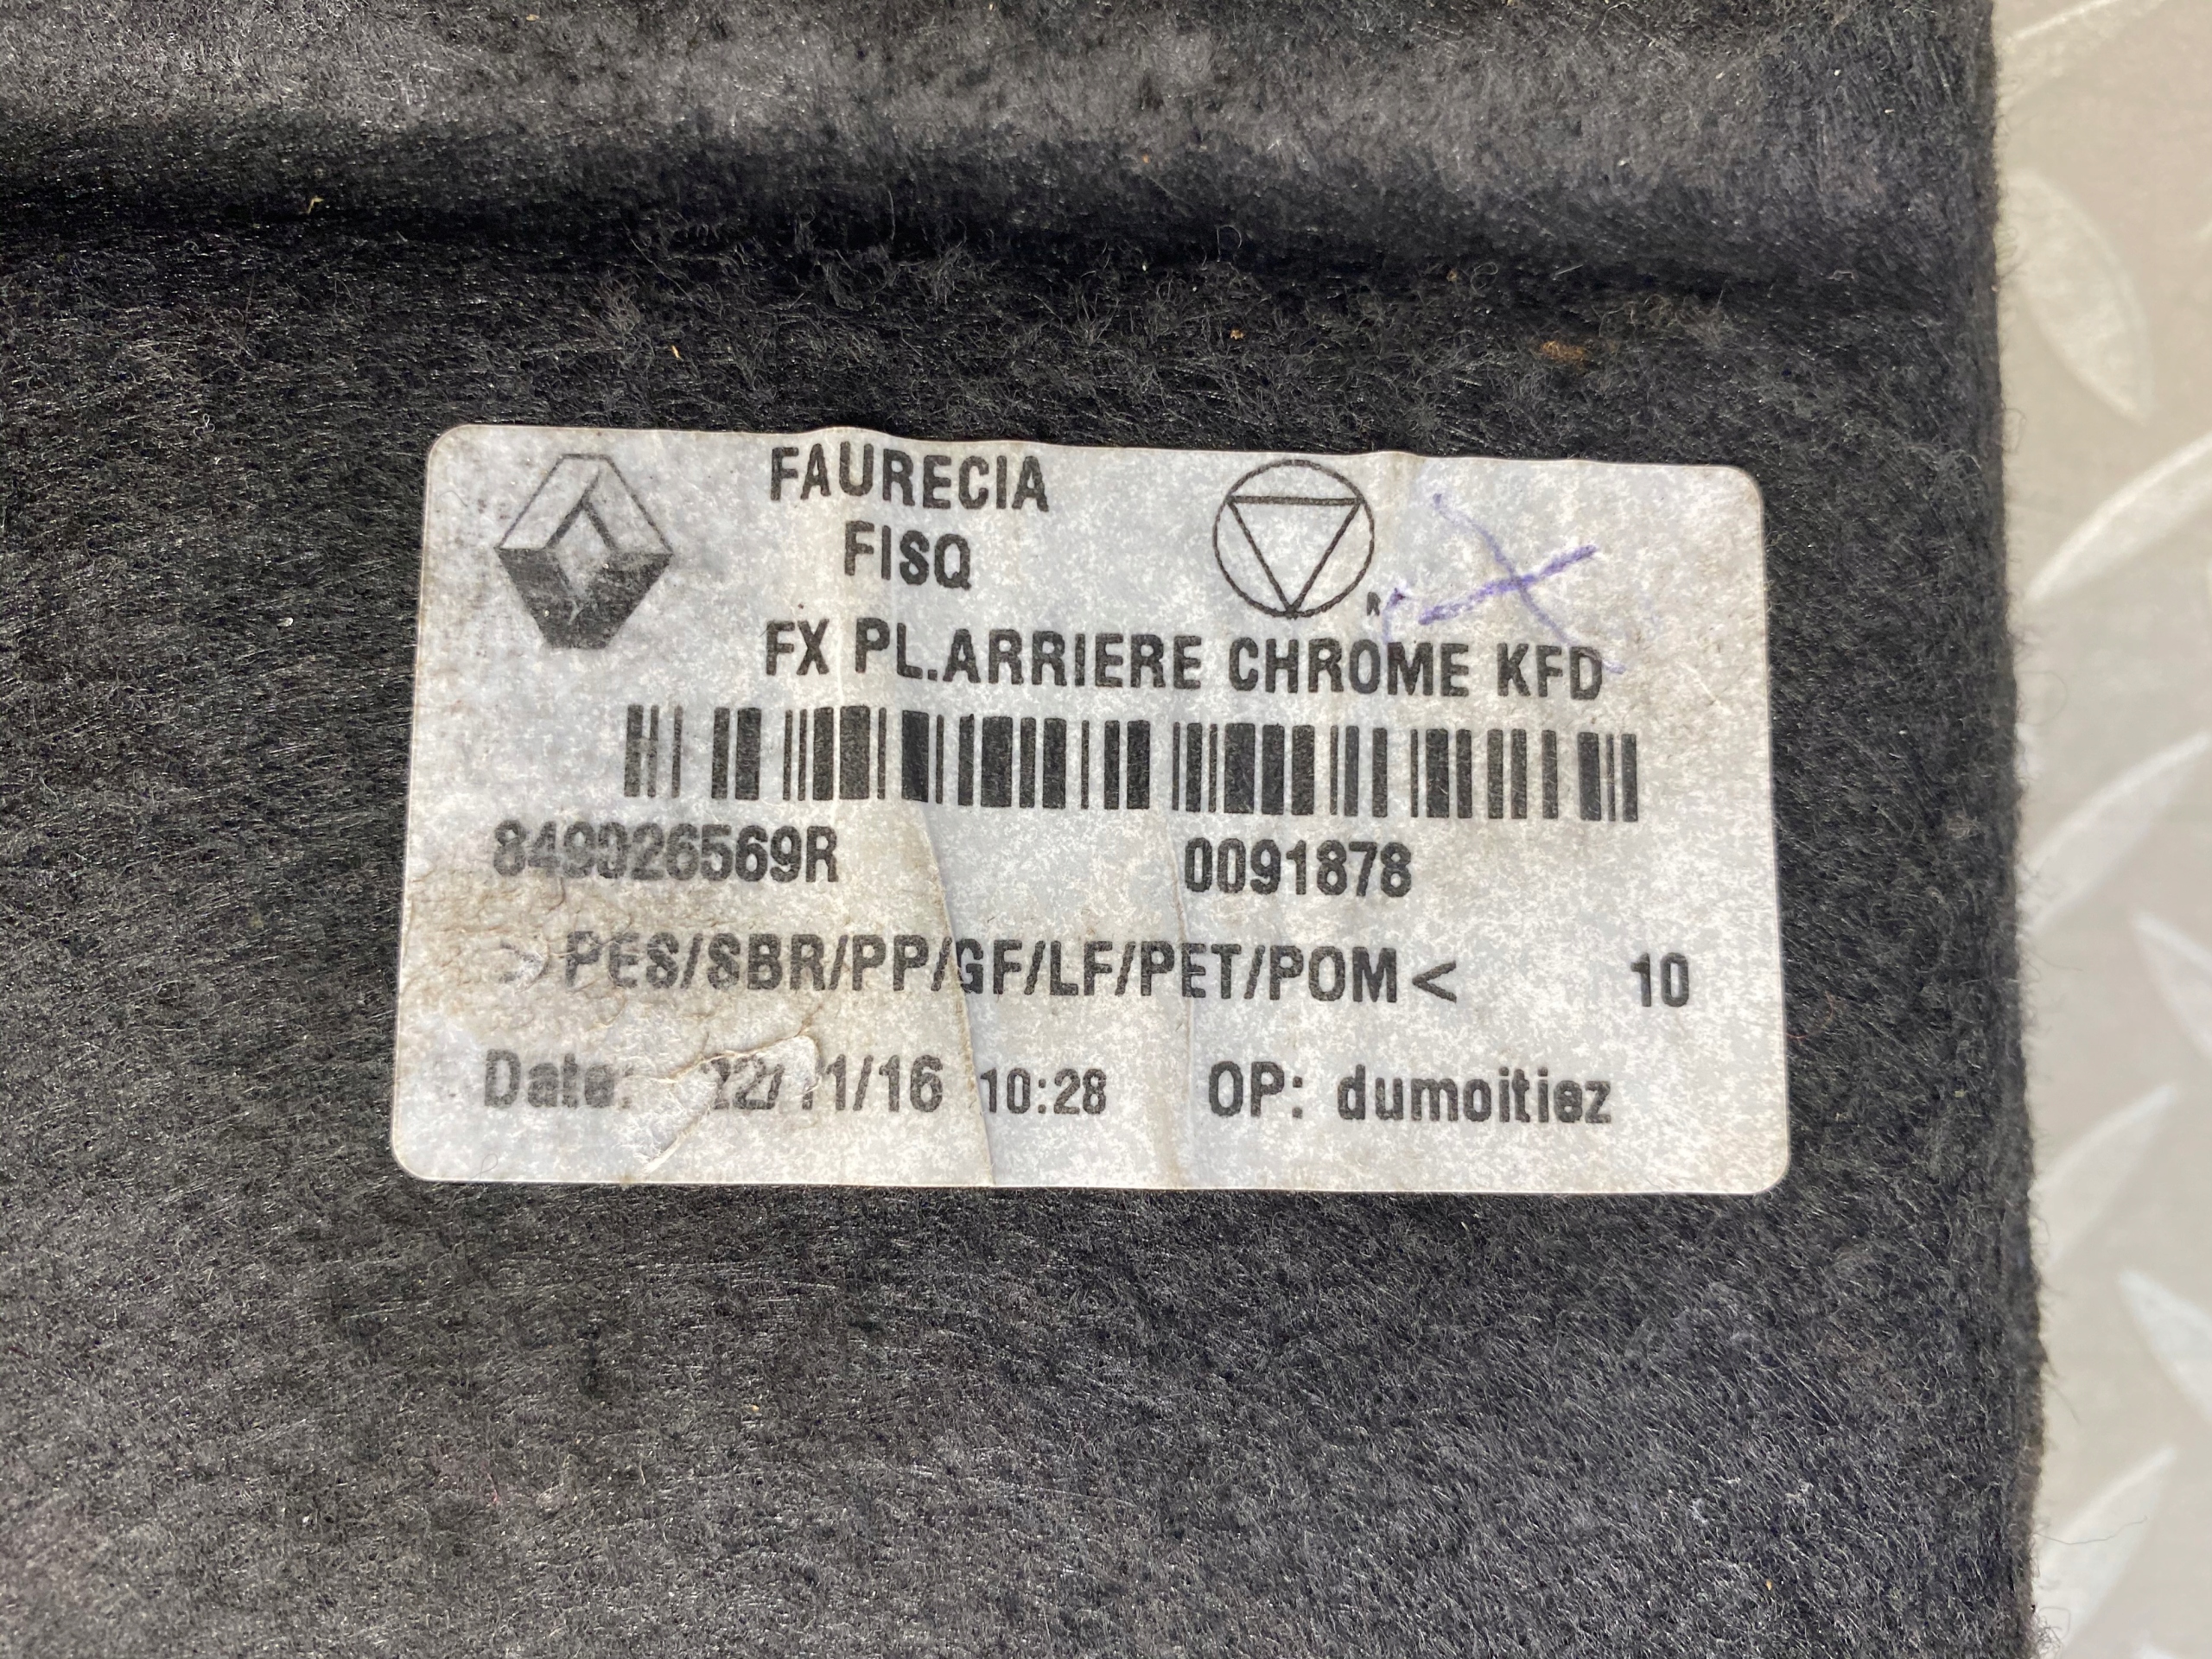 FAURECIA
FISQ
FX PL.ARRIERE CHROME KFD
0091878
>PES/SBR/PP/GF/LF/PET/POM< 10
Date: 22/11/16 10:28 OP: dumoitiez